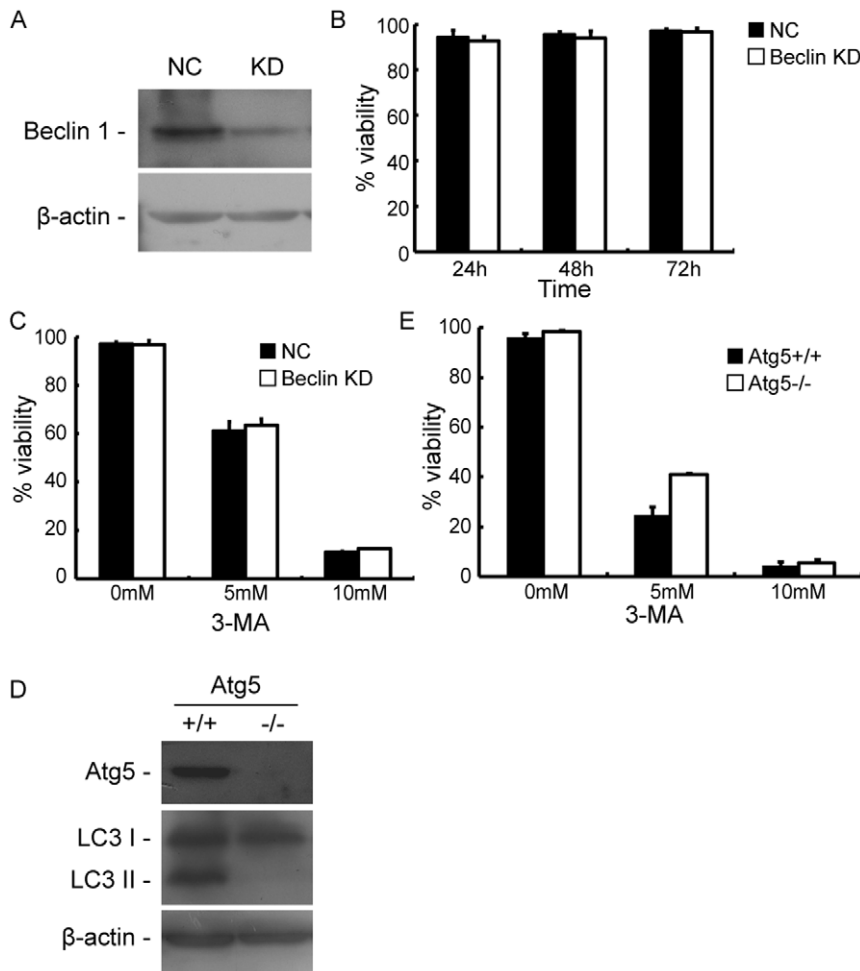 A
NC KD
Beclin 1 -
β-actin -
B
% viability
100
80
60
40
20
0
24h 48h 72h
Time
NC
Beclin KD
C
% viability
100
80
60
40
20
0
0mM 5mM 10mM
3-MA
NC
Beclin KD
E
% viability
100
80
60
40
20
0
0mM 5mM 10mM
3-MA
Atg5+/+
Atg5-/-
D
Atg5
+/+ -/-
Atg5 -
LC3 I -
LC3 II -
β-actin -